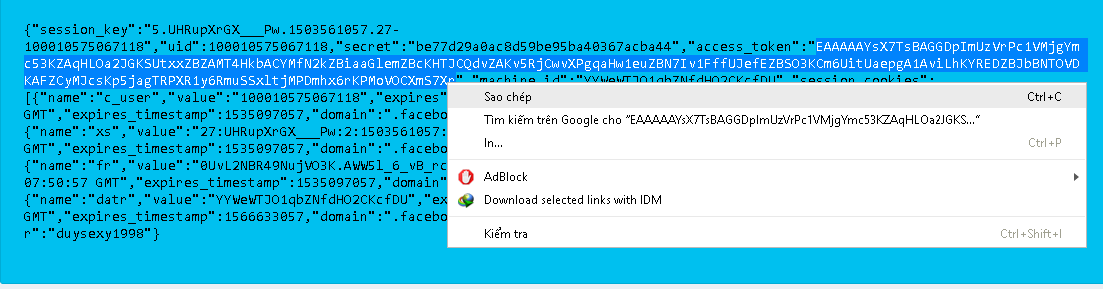 {"session_key":"5.UHRupXrGX___Pw.1503561057.27-
100010575067118","uid":100010575067118,"secret":"be77d29a0ac8d59be95ba40367acba44","access_token":"EAAAAAYsX7TsBAGGDpImUzVrPc1VMjgYm
c53KZAqHLOa2JGKSUtxxZBZAMT4HkbACYMfN2kZBiaaGlemZBcKHTJCQdvZAKv5RjCwvXPgqaHw1euZBN7Iv1FffUJefEZBSO3KCm6UitUaepgA1AviLhKYREDZBJbBNTOVD
KAFZCyMJcsKp5jagTRPXR1y6RmuSSxltjMPDmhx6rKPMoVOCXmS7Xr","machine_id":"YYWeWTJO1qbZNfdHO2CKcfDU","session_cookies":
[{"name":"c_user","value":"100010575067118","expires"
GMT","expires_timestamp":1535097057,"domain":".facebo
{"name":"xs","value":"27:UHRupXrGX___Pw:2:1503561057:
GMT","expires_timestamp":1535097057,"domain":".facebo
{"name":"fr","value":"0UvL2NBR49NujVO3K.AWW5l_6_vB_rc
07:50:57 GMT","expires_timestamp":1535097057,"domain"
{"name":"datr","value":"YYWeWTJO1qbZNfdHO2CKcfDU","ex
GMT","expires_timestamp":1566633057,"domain":".facebo
r":"duysexy1998"}
Sao chép Ctrl+C
Tìm kiếm trên Google cho "EAAAAAYsX7TsBAGGDpImUzVrPc1VMjgYmc53KZAqHLOa2JGKS..."
In... Ctrl+P
AdBlock
Download selected links with IDM
Kiểm tra Ctrl+Shift+I